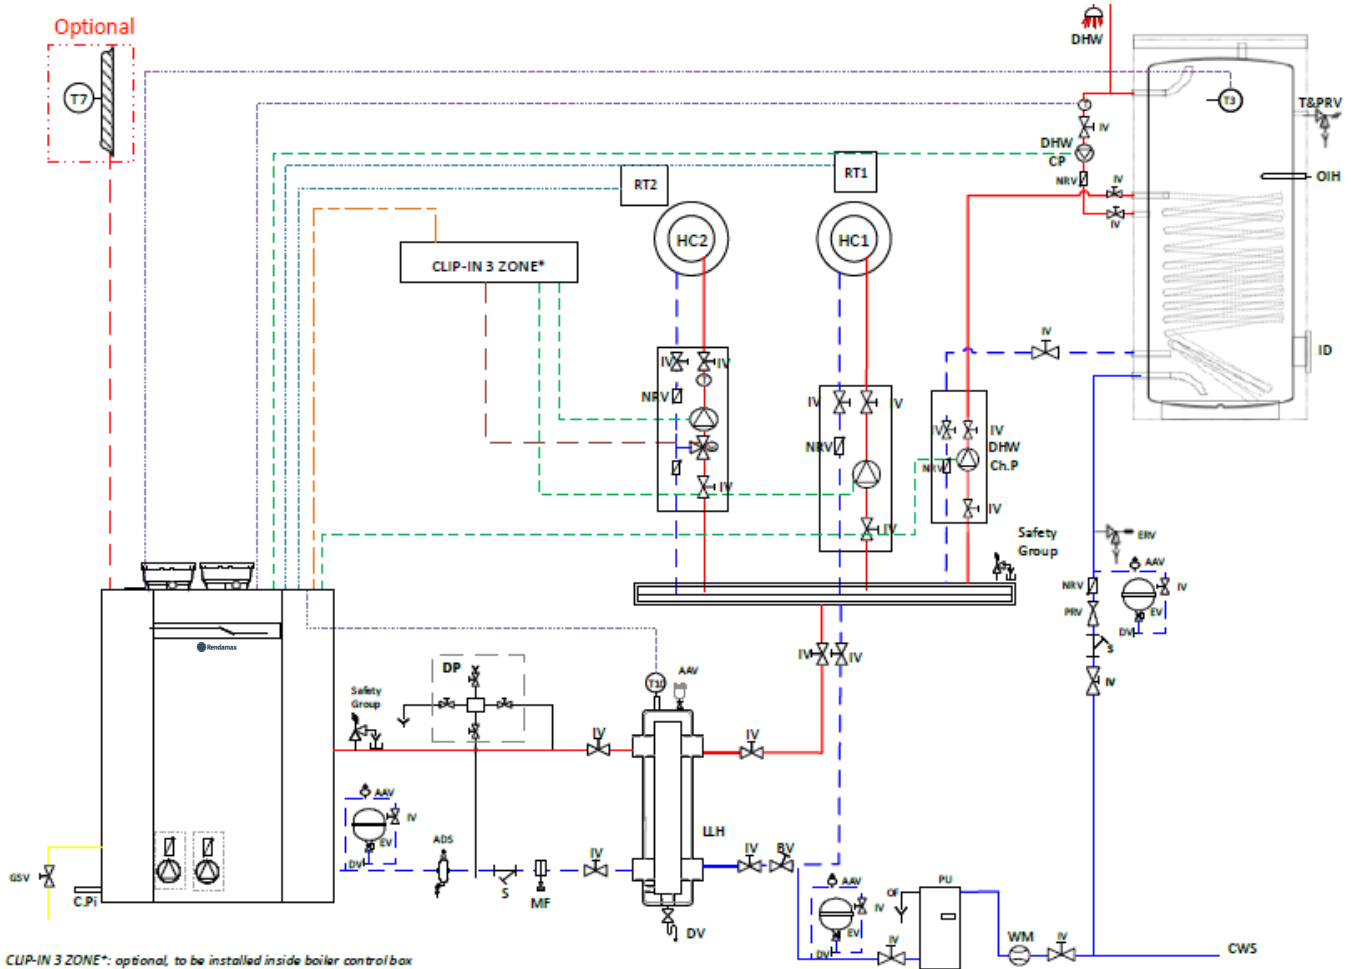 Optional
T7
DHW
T3
T&PRV
IV
DHW
CP
NRV
IV
IV
OIH
RT2
RT1
HC2
HC1
CLIP-IN 3 ZONE*
IV
ID
IV
IV
NRV
IV
IV
IV
NRV
IV
IV
IV
DHW
Ch.P
NRV
IV
Safety
Group
ERV
AAV
NRV
IV
PRV
EV
DV
S
IV
Rendamax
IV
IV
DP
T10
AAV
Safety
Group
IV
IV
AAV
IV
EV
DV
ADS
IV
LLH
IV
BV
GSV
C.Pi
S
MF
DV
AAV
IV
EV
DV
OF
PU
IV
WM
IV
CWS
CLIP-IN 3 ZONE*: optional, to be installed inside boiler control box